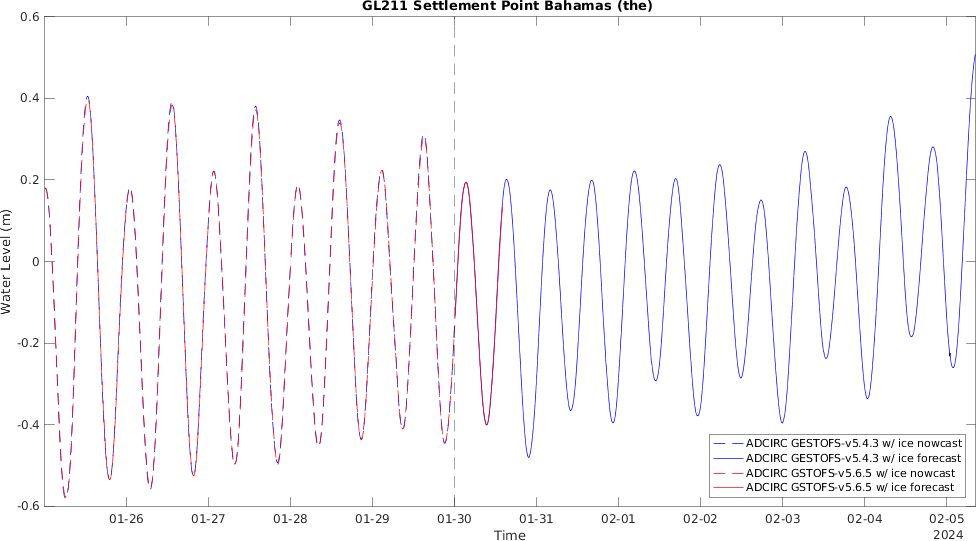 GL211 Settlement Point Bahamas (the)
0.6
0.4
0.2
0
-0.2
-0.4
-0.6
Water Level (m)
01-26 01-27 01-28 01-29 01-30 01-31 02-01 02-02 02-03 02-04 02-05
2024
Time
ADCIRC GESTOFS-v5.4.3 w/ ice nowcast
ADCIRC GESTOFS-v5.4.3 w/ ice forecast
ADCIRC GSTOFS-v5.6.5 w/ ice nowcast
ADCIRC GSTOFS-v5.6.5 w/ ice forecast